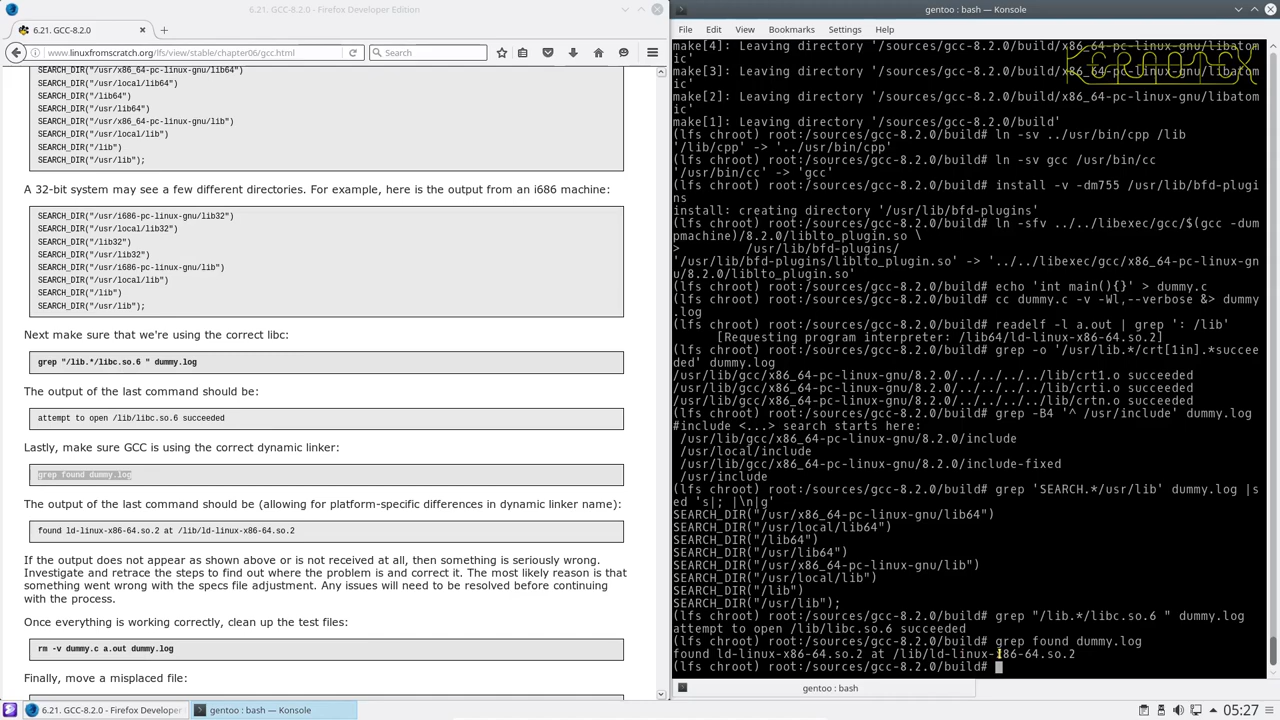 6.21. GCC-8.2.0 - Firefox Developer Edition
6.21. GCC-8.2.0
www.linuxfromscratch.org/lfs/view/stable/chapter06/gcc.html
Search
SEARCH_DIR("/usr/x86_64-pc-linux-gnu/lib64")
SEARCH_DIR("/usr/local/lib64")
SEARCH_DIR("/lib64")
SEARCH_DIR("/usr/lib64")
SEARCH_DIR("/usr/x86_64-pc-linux-gnu/lib")
SEARCH_DIR("/usr/local/lib")
SEARCH_DIR("/lib")
SEARCH_DIR("/usr/lib");
A 32-bit system may see a few different directories. For example, here is the output from an i686 machine:
SEARCH_DIR("/usr/i686-pc-linux-gnu/lib32")
SEARCH_DIR("/usr/local/lib32")
SEARCH_DIR("/lib32")
SEARCH_DIR("/usr/lib32")
SEARCH_DIR("/usr/i686-pc-linux-gnu/lib")
SEARCH_DIR("/usr/local/lib")
SEARCH_DIR("/lib")
SEARCH_DIR("/usr/lib");
Next make sure that we're using the correct libc:
grep "/lib.*/libc.so.6 " dummy.log
The output of the last command should be:
attempt to open /lib/libc.so.6 succeeded
Lastly, make sure GCC is using the correct dynamic linker:
grep found dummy.log
The output of the last command should be (allowing for platform-specific differences in dynamic linker name):
found ld-linux-x86-64.so.2 at /lib/ld-linux-x86-64.so.2
If the output does not appear as shown above or is not received at all, then something is seriously wrong.
Investigate and retrace the steps to find out where the problem is and correct it. The most likely reason is that
something went wrong with the specs file adjustment. Any issues will need to be resolved before continuing
with the process.
Once everything is working correctly, clean up the test files:
rm -v dummy.c a.out dummy.log
Finally, move a misplaced file:
gentoo : bash — Konsole
File Edit View Bookmarks Settings Help
make[4]: Leaving directory '/sources/gcc-8.2.0/build/x86_64-pc-linux-gnu/libatom
ic'
make[3]: Leaving directory '/sources/gcc-8.2.0/build/x86_64-pc-linux-gnu/libatom
ic'
make[2]: Leaving directory '/sources/gcc-8.2.0/build/x86_64-pc-linux-gnu/libatom
ic'
make[1]: Leaving directory '/sources/gcc-8.2.0/build'
(lfs chroot) root:/sources/gcc-8.2.0/build# ln -sv ../usr/bin/cpp /lib
'/lib/cpp' -> '../usr/bin/cpp'
(lfs chroot) root:/sources/gcc-8.2.0/build# ln -sv gcc /usr/bin/cc
'/usr/bin/cc' -> 'gcc'
(lfs chroot) root:/sources/gcc-8.2.0/build# install -v -dm755 /usr/lib/bfd-plugi
ns
install: creating directory '/usr/lib/bfd-plugins'
(lfs chroot) root:/sources/gcc-8.2.0/build# ln -sfv ../../libexec/gcc/$(gcc -dum
pmachine)/8.2.0/liblto_plugin.so \
> /usr/lib/bfd-plugins/
'/usr/lib/bfd-plugins/liblto_plugin.so' -> '../../libexec/gcc/x86_64-pc-linux-gn
u/8.2.0/liblto_plugin.so'
(lfs chroot) root:/sources/gcc-8.2.0/build# echo 'int main(){}' > dummy.c
(lfs chroot) root:/sources/gcc-8.2.0/build# cc dummy.c -v -Wl,--verbose &> dummy
.log
(lfs chroot) root:/sources/gcc-8.2.0/build# readelf -l a.out | grep ': /lib'
[Requesting program interpreter: /lib64/ld-linux-x86-64.so.2]
(lfs chroot) root:/sources/gcc-8.2.0/build# grep -o '/usr/lib.*/crt[1in].*succee
ded' dummy.log
/usr/lib/gcc/x86_64-pc-linux-gnu/8.2.0/../../../../lib/crt1.o succeeded
/usr/lib/gcc/x86_64-pc-linux-gnu/8.2.0/../../../../lib/crti.o succeeded
/usr/lib/gcc/x86_64-pc-linux-gnu/8.2.0/../../../../lib/crtn.o succeeded
(lfs chroot) root:/sources/gcc-8.2.0/build# grep -B4 '^ /usr/include' dummy.log
#include <...> search starts here:
/usr/lib/gcc/x86_64-pc-linux-gnu/8.2.0/include
/usr/local/include
/usr/lib/gcc/x86_64-pc-linux-gnu/8.2.0/include-fixed
/usr/include
(lfs chroot) root:/sources/gcc-8.2.0/build# grep 'SEARCH.*/usr/lib' dummy.log |s
ed 's|; |\n|g'
SEARCH_DIR("/usr/x86_64-pc-linux-gnu/lib64")
SEARCH_DIR("/usr/local/lib64")
SEARCH_DIR("/lib64")
SEARCH_DIR("/usr/lib64")
SEARCH_DIR("/usr/x86_64-pc-linux-gnu/lib")
SEARCH_DIR("/usr/local/lib")
SEARCH_DIR("/lib")
SEARCH_DIR("/usr/lib");
(lfs chroot) root:/sources/gcc-8.2.0/build# grep "/lib.*/libc.so.6 " dummy.log
attempt to open /lib/libc.so.6 succeeded
(lfs chroot) root:/sources/gcc-8.2.0/build# grep found dummy.log
found ld-linux-x86-64.so.2 at /lib/ld-linux-x86-64.so.2
(lfs chroot) root:/sources/gcc-8.2.0/build#
gentoo : bash
6.21. GCC-8.2.0 - Firefox Developer
gentoo : bash — Konsole
05:27